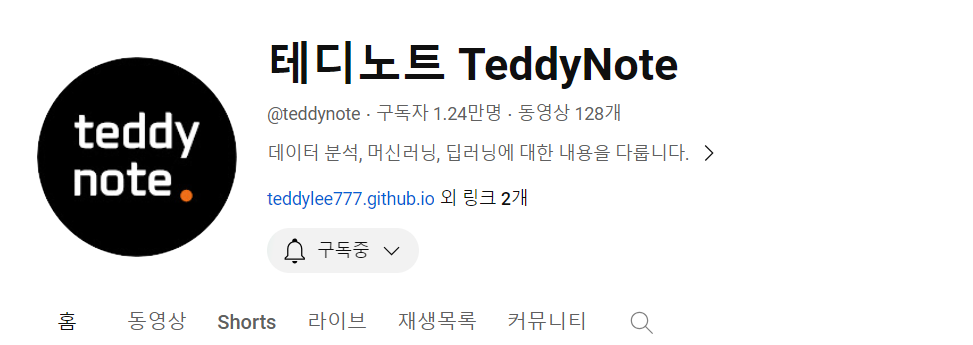 teddy
note.
테디노트 TeddyNote
@teddynote · 구독자 1.24만명 · 동영상 128개
데이터 분석, 머신러닝, 딥러닝에 대한 내용을 다룹니다.
teddylee777.github.io 외 링크 2개
구독중
홈 동영상 Shorts 라이브 재생목록 커뮤니티